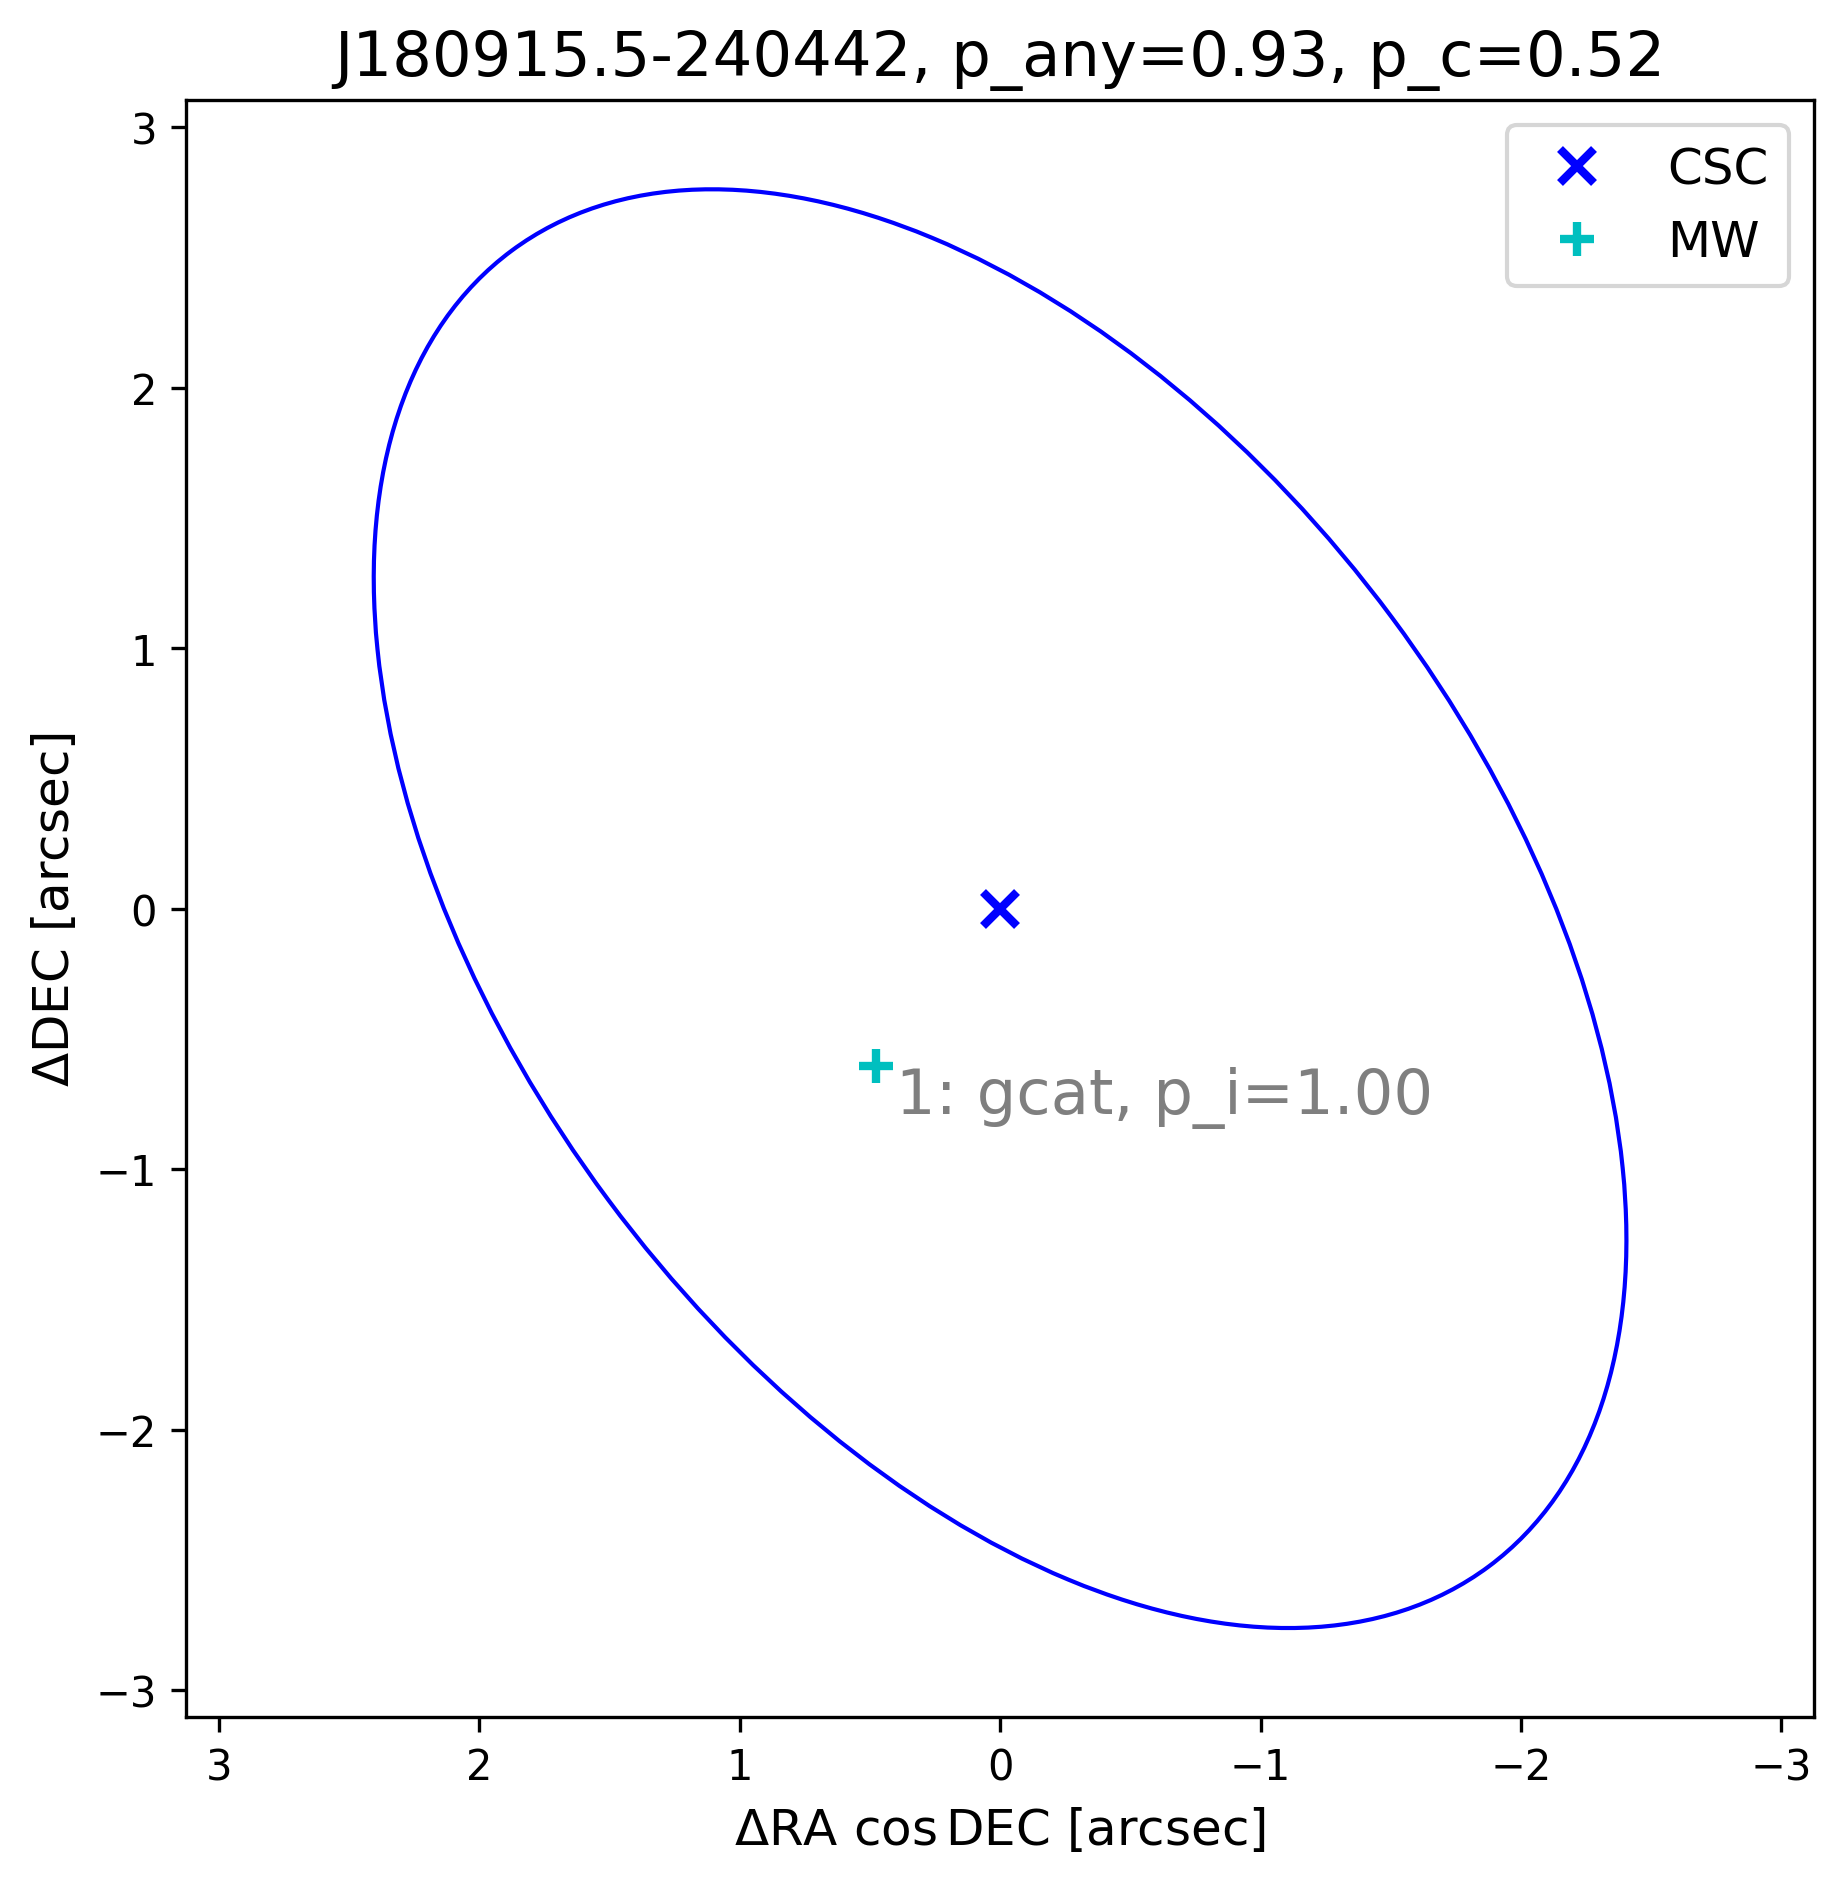 J180915.5-240442, p_any=0.93, p_c=0.52
CSC
MW
3
2
1
0
−1
−2
−3
ΔDEC [arcsec]
1: gcat, p_i=1.00
3
2
1
0
−1
−2
−3
ΔRA cos DEC [arcsec]